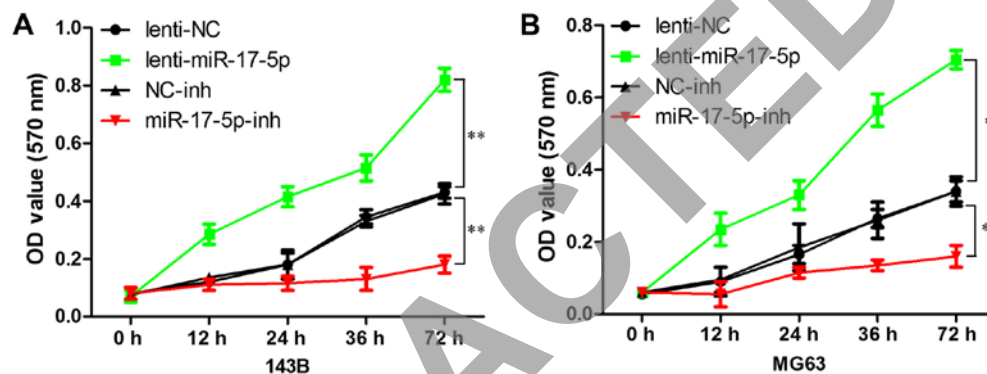 A
lenti-NC
lenti-miR-17-5p
NC-inh
miR-17-5p-inh
OD value (570 nm)
1.0
0.8
0.6
0.4
0.2
0.0
**
**
0 h
12 h
24 h
36 h
72 h
143B
B
lenti-NC
lenti-miR-17-5p
NC-inh
miR-17-5p-inh
OD value (570 nm)
0.8
0.6
0.4
0.2
0.0
*
*
0 h
12 h
24 h
36 h
72 h
MG63
ACTED